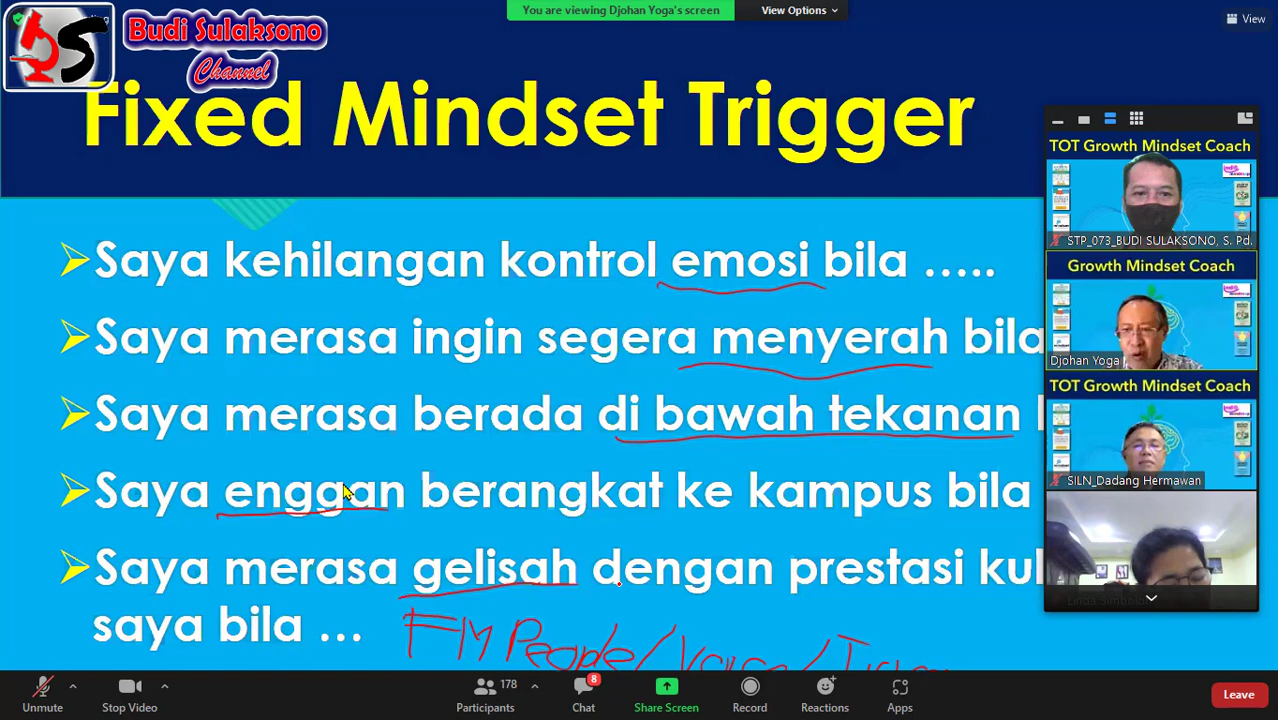 You are viewing Djohan Yoga's screen
View Options
View
Budi Sulaksono
Channel
Fixed Mindset Trigger
Saya kehilangan kontrol emosi bila .....
Saya merasa ingin segera menyerah bila
Saya merasa berada di bawah tekanan
Saya enggan berangkat ke kampus bila
Saya merasa gelisah dengan prestasi kul
saya bila ...
FM People/Voice/
TOT Growth Mindset Coach
STP_073_BUDI SULAKSONO, S. Pd.
Growth Mindset Coach
Djohan Yoga
TOT Growth Mindset Coach
SILN_Dadang Hermawan
Unmute
Stop Video
178
Participants
8
Chat
Share Screen
Record
Reactions
Apps
Leave